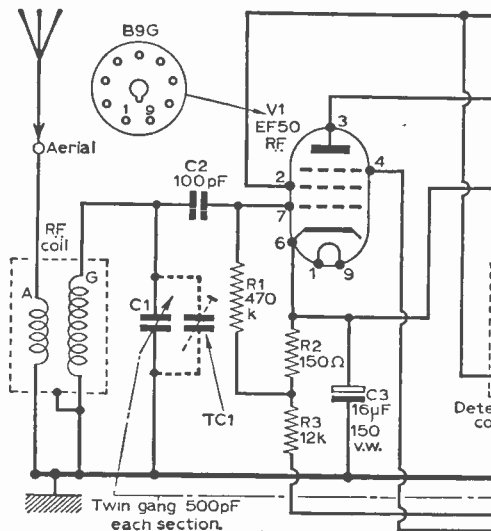 B9G
1 9
V1
EF50
RF
3
4
2
7
6
1 9
Aerial
C2
100pF
RF
coil
A
G
C1
TC1
R1
470
k
R2
150Ω
R3
12k
C3
16μF
150
v.w.
Dete
co
Twin gang 500pF
each section.